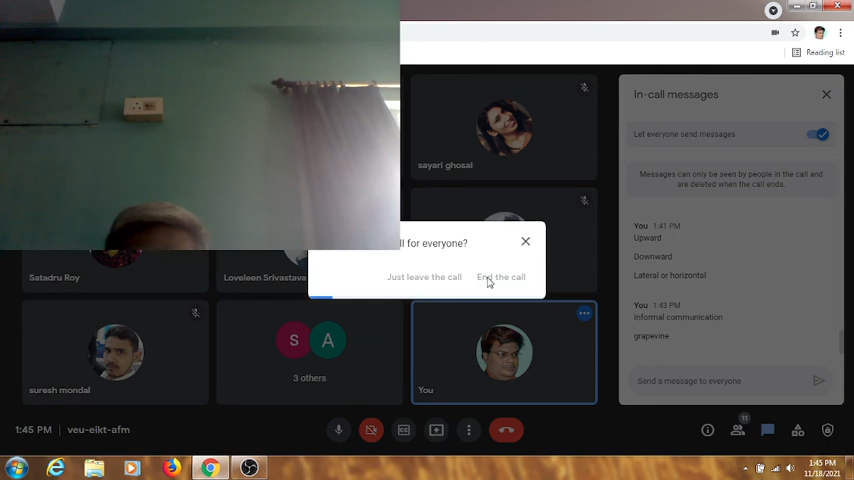 Reading list
sayari ghosal
In-call messages
Let everyone send messages
Messages can only be seen by people in the call and
are deleted when the call ends.
You 1:41 PM
Upward
Downward
Lateral or horizontal
You 1:43 PM
Informal communication
grapevine
ll for everyone?
Just leave the call
End the call
Satadru Roy
Loveleen Srivastava
suresh mondal
S
A
3 others
You
Send a message to everyone
1:45 PM
veu-eikt-afm
11
1:45 PM
11/18/2021